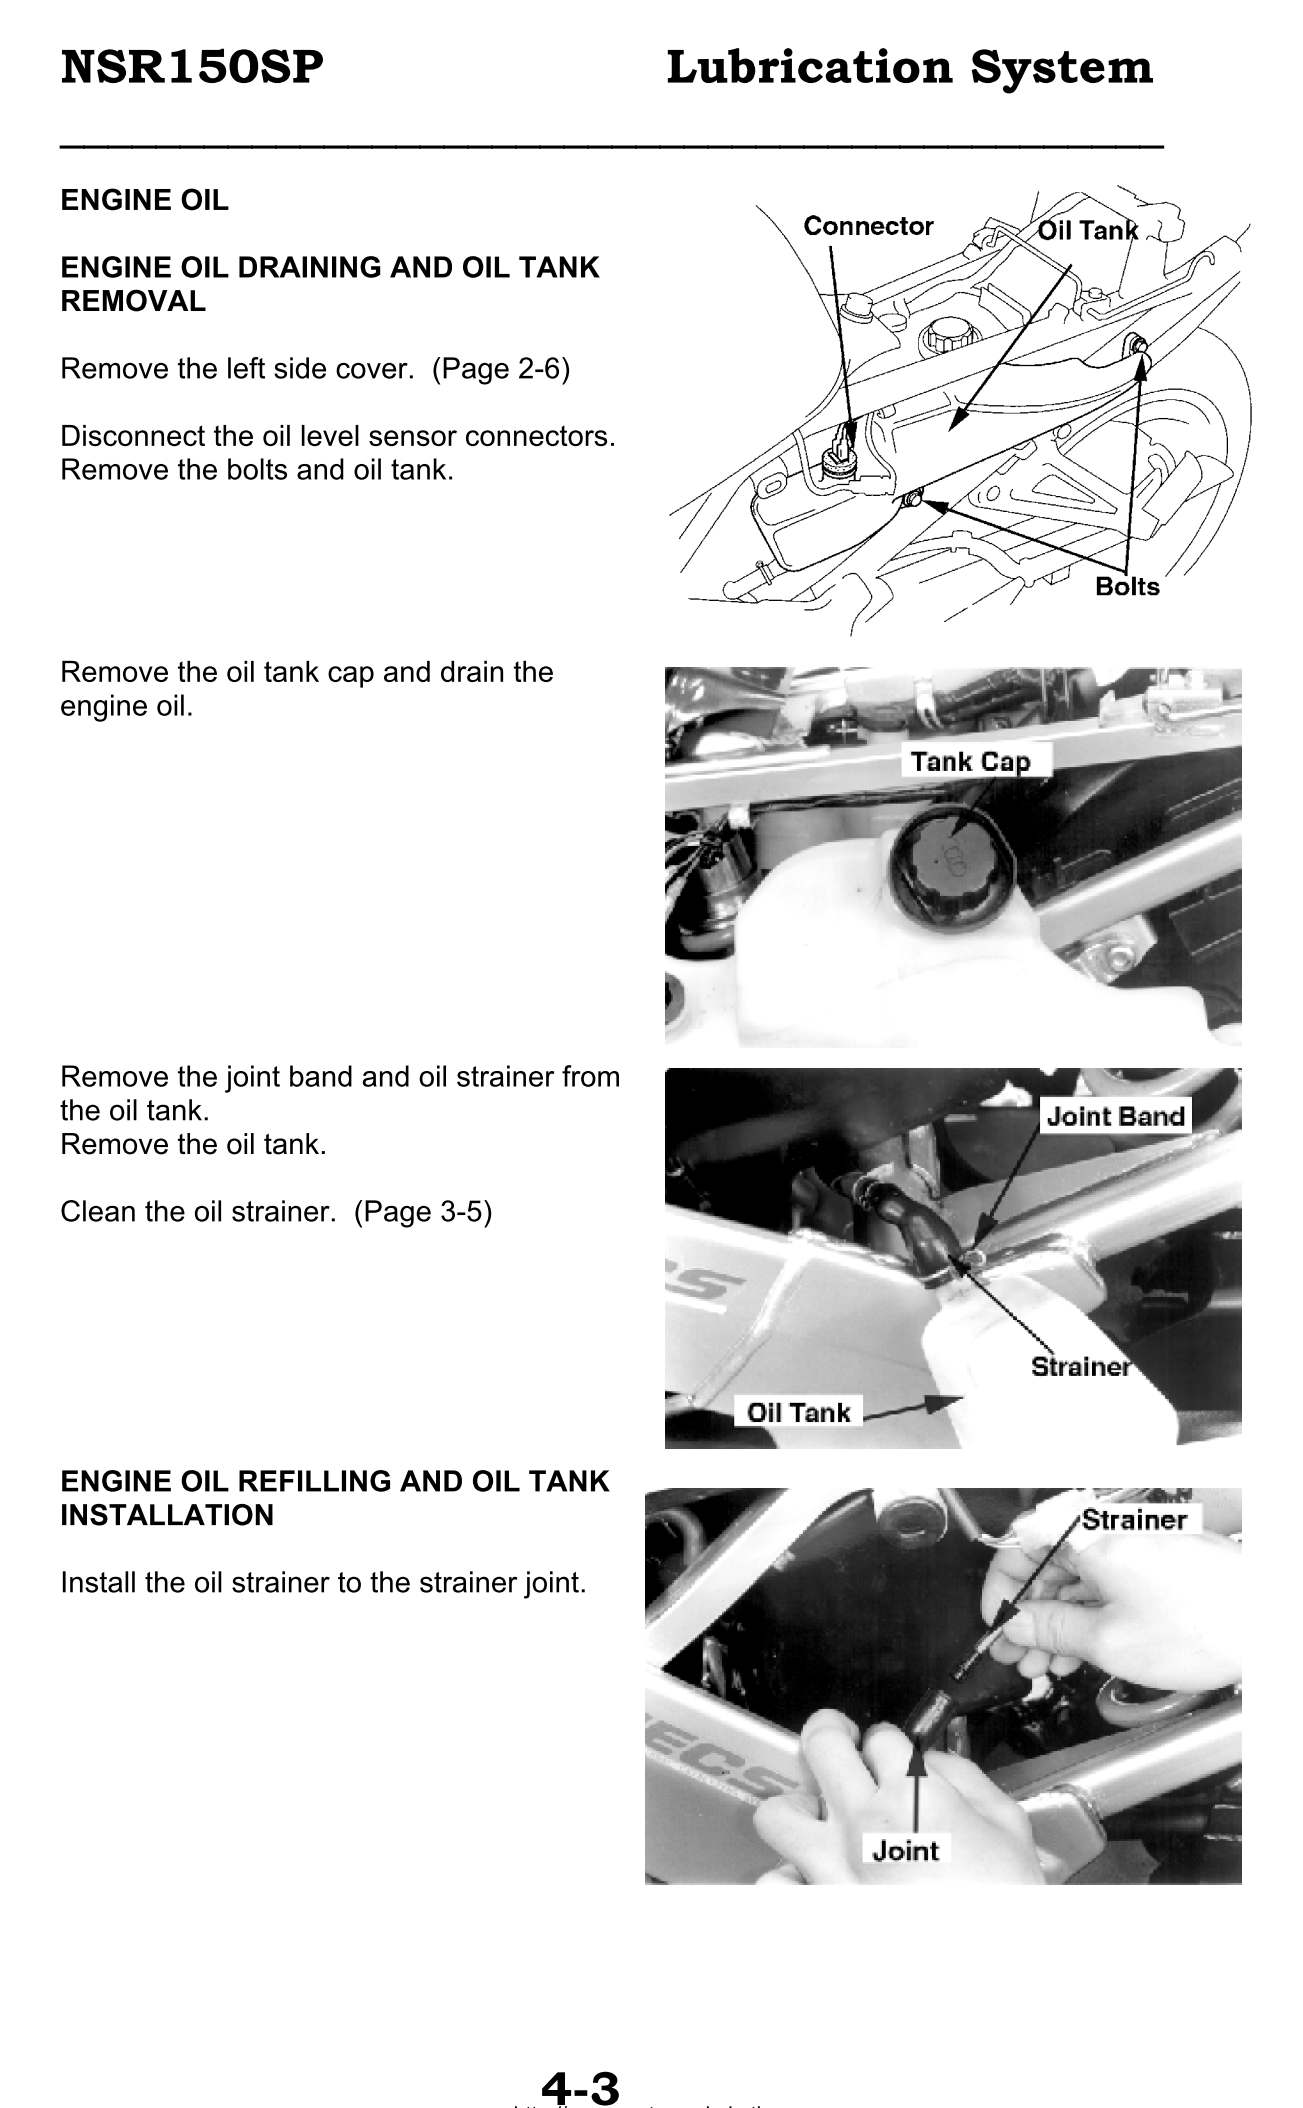 NSR150SP Lubrication System
ENGINE OIL
ENGINE OIL DRAINING AND OIL TANK
REMOVAL
Remove the left side cover.  (Page 2-6)
Disconnect the oil level sensor connectors.
Remove the bolts and oil tank.
Connector
Oil Tank
Bolts
Remove the oil tank cap and drain the
engine oil.
Tank Cap
Remove the joint band and oil strainer from
the oil tank.
Remove the oil tank.
Clean the oil strainer.  (Page 3-5)
Joint Band
Strainer
Oil Tank
ENGINE OIL REFILLING AND OIL TANK
INSTALLATION
Install the oil strainer to the strainer joint.
Strainer
ECS
Joint
4-3